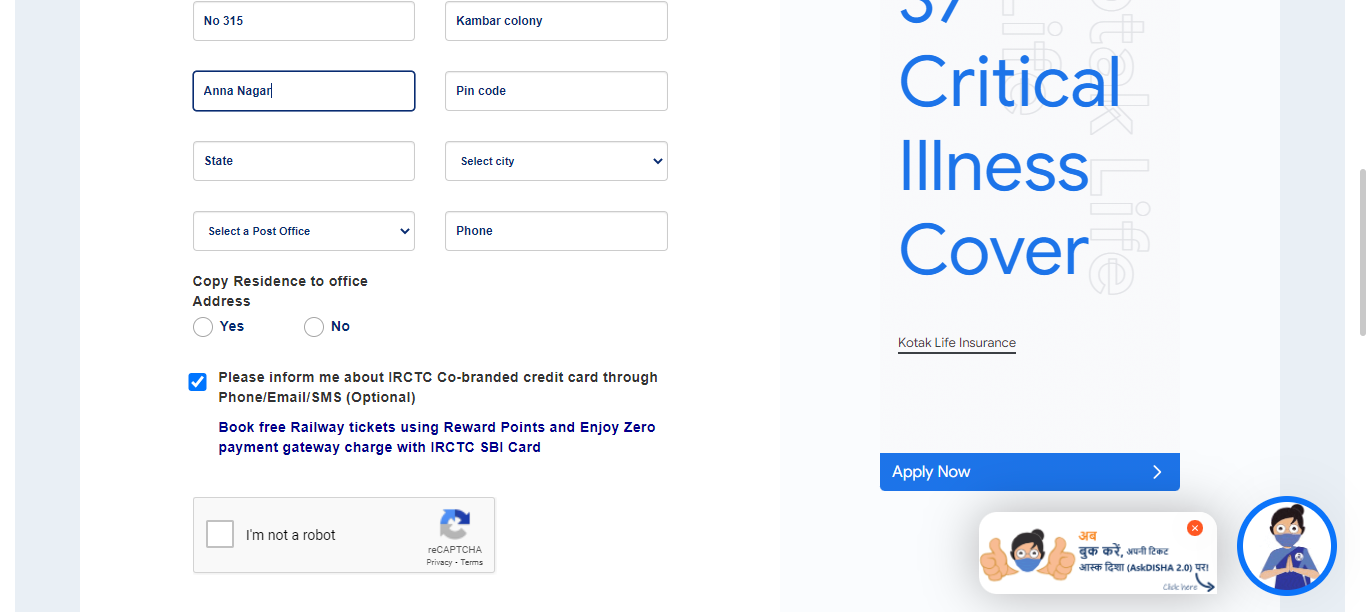 No 315
Kambar colony
Anna Nagar
Pin code
State
Select city
Select a Post Office
Phone
Copy Residence to office
Address
Yes
No
Please inform me about IRCTC Co-branded credit card through
Phone/Email/SMS (Optional)
Book free Railway tickets using Reward Points and Enjoy Zero
payment gateway charge with IRCTC SBI Card
I'm not a robot
reCAPTCHA
Privacy - Terms
37
Critical
Illness
Cover
Kotak Life
Life
Kotak Life Insurance
Apply Now
अब
बुक करें, अपनी टिकट
आस्क दिशा (AskDISHA 2.0) पर!
Click here